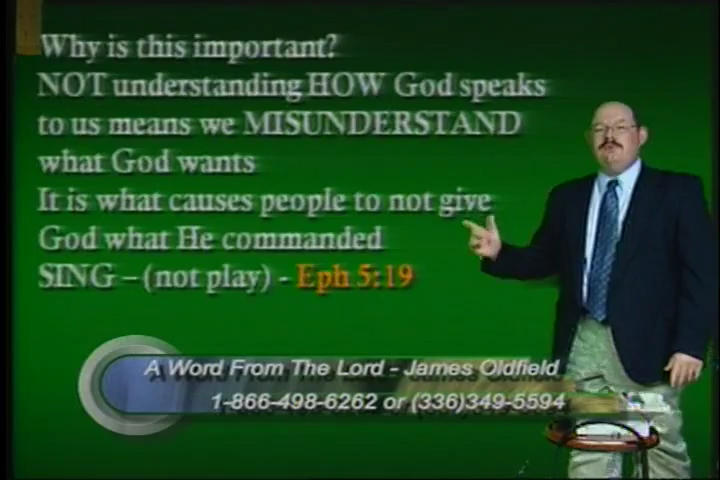 Why is this important?
NOT understanding HOW God speaks
to us means we MISUNDERSTAND
what God wants
It is what causes people to not give
God what He commanded
SING – (not play) - Eph 5:19
A Word From The Lord - James Oldfield
1-866-498-6262 or (336)349-5594